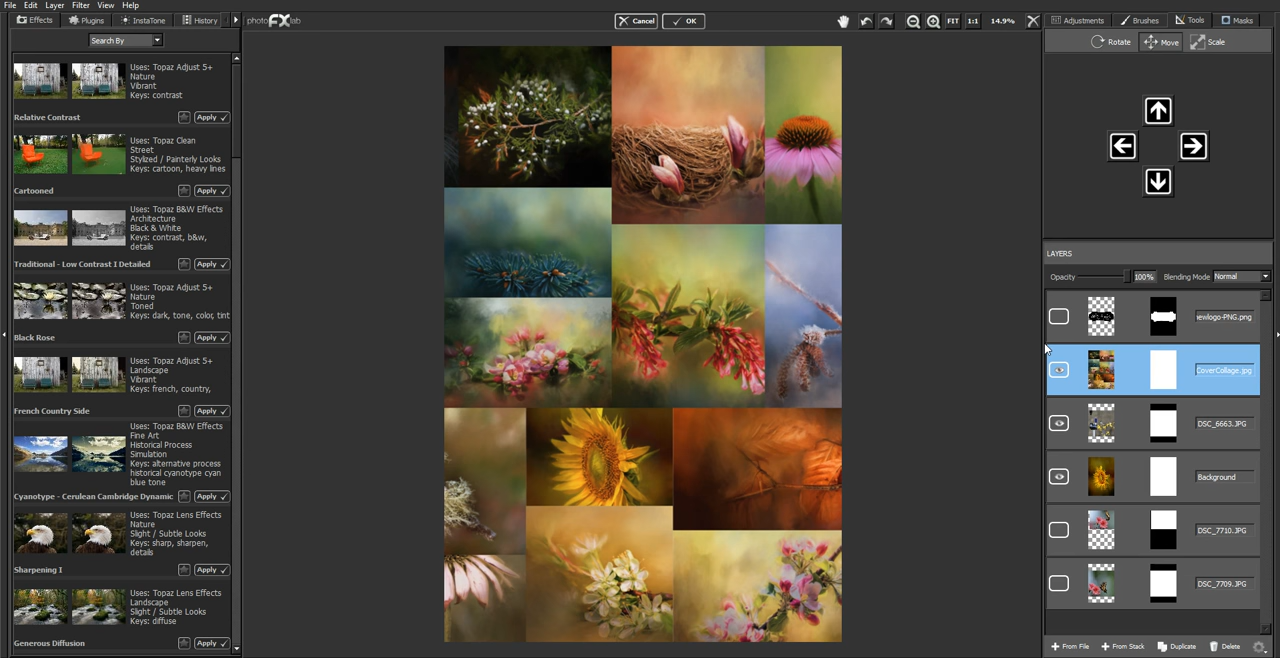 File Edit Layer Filter View Help
Effects Plugins InstaTone History
photo FX lab
Cancel OK
FIT 1:1 14.9%
Adjustments Brushes Tools Masks
Search By
Rotate Move Scale
Uses: Topaz Adjust 5+
Nature
Vibrant
Keys: contrast
Relative Contrast Apply
Uses: Topaz Clean
Street
Stylized / Painterly Looks
Keys: cartoon, heavy lines
Cartooned Apply
Uses: Topaz B&W Effects
Architecture
Black & White
Keys: contrast, b&w,
details
Traditional - Low Contrast I Detailed Apply
Uses: Topaz Adjust 5+
Nature
Toned
Keys: dark, tone, color, tint
Black Rose Apply
Uses: Topaz Adjust 5+
Landscape
Vibrant
Keys: french, country,
French Country Side Apply
Uses: Topaz B&W Effects
Fine Art
Historical Process
Simulation
Keys: alternative process
historical cyanotype cyan
blue tone
Cyanotype - Cerulean Cambridge Dynamic Apply
Uses: Topaz Lens Effects
Nature
Slight / Subtle Looks
Keys: sharp, sharpen,
details
Sharpening I Apply
Uses: Topaz Lens Effects
Landscape
Slight / Subtle Looks
Keys: diffuse
Generous Diffusion Apply
LAYERS
Opacity 100% Blending Mode Normal
ewlogo-PNG.png
CoverCollage.jpg
DSC_6663.JPG
Background
DSC_7710.JPG
DSC_7709.JPG
From File From Stack Duplicate Delete